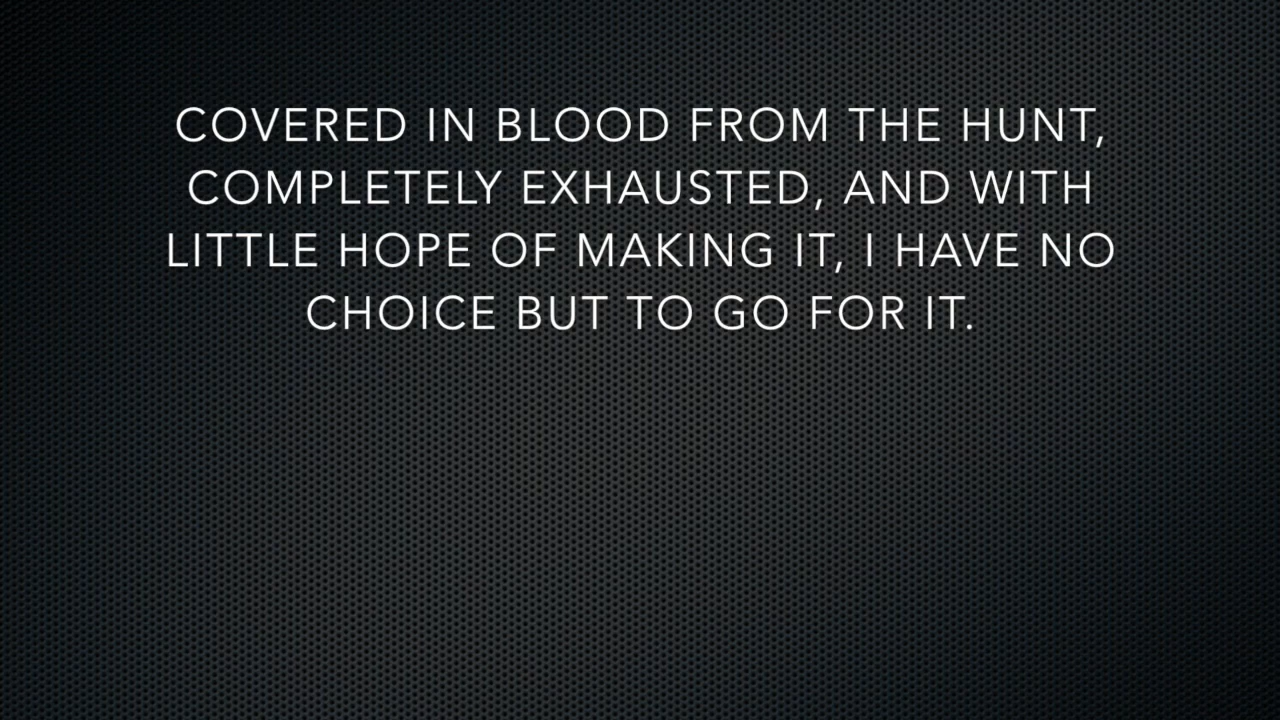 COVERED IN BLOOD FROM THE HUNT,
COMPLETELY EXHAUSTED, AND WITH
LITTLE HOPE OF MAKING IT, I HAVE NO
CHOICE BUT TO GO FOR IT.